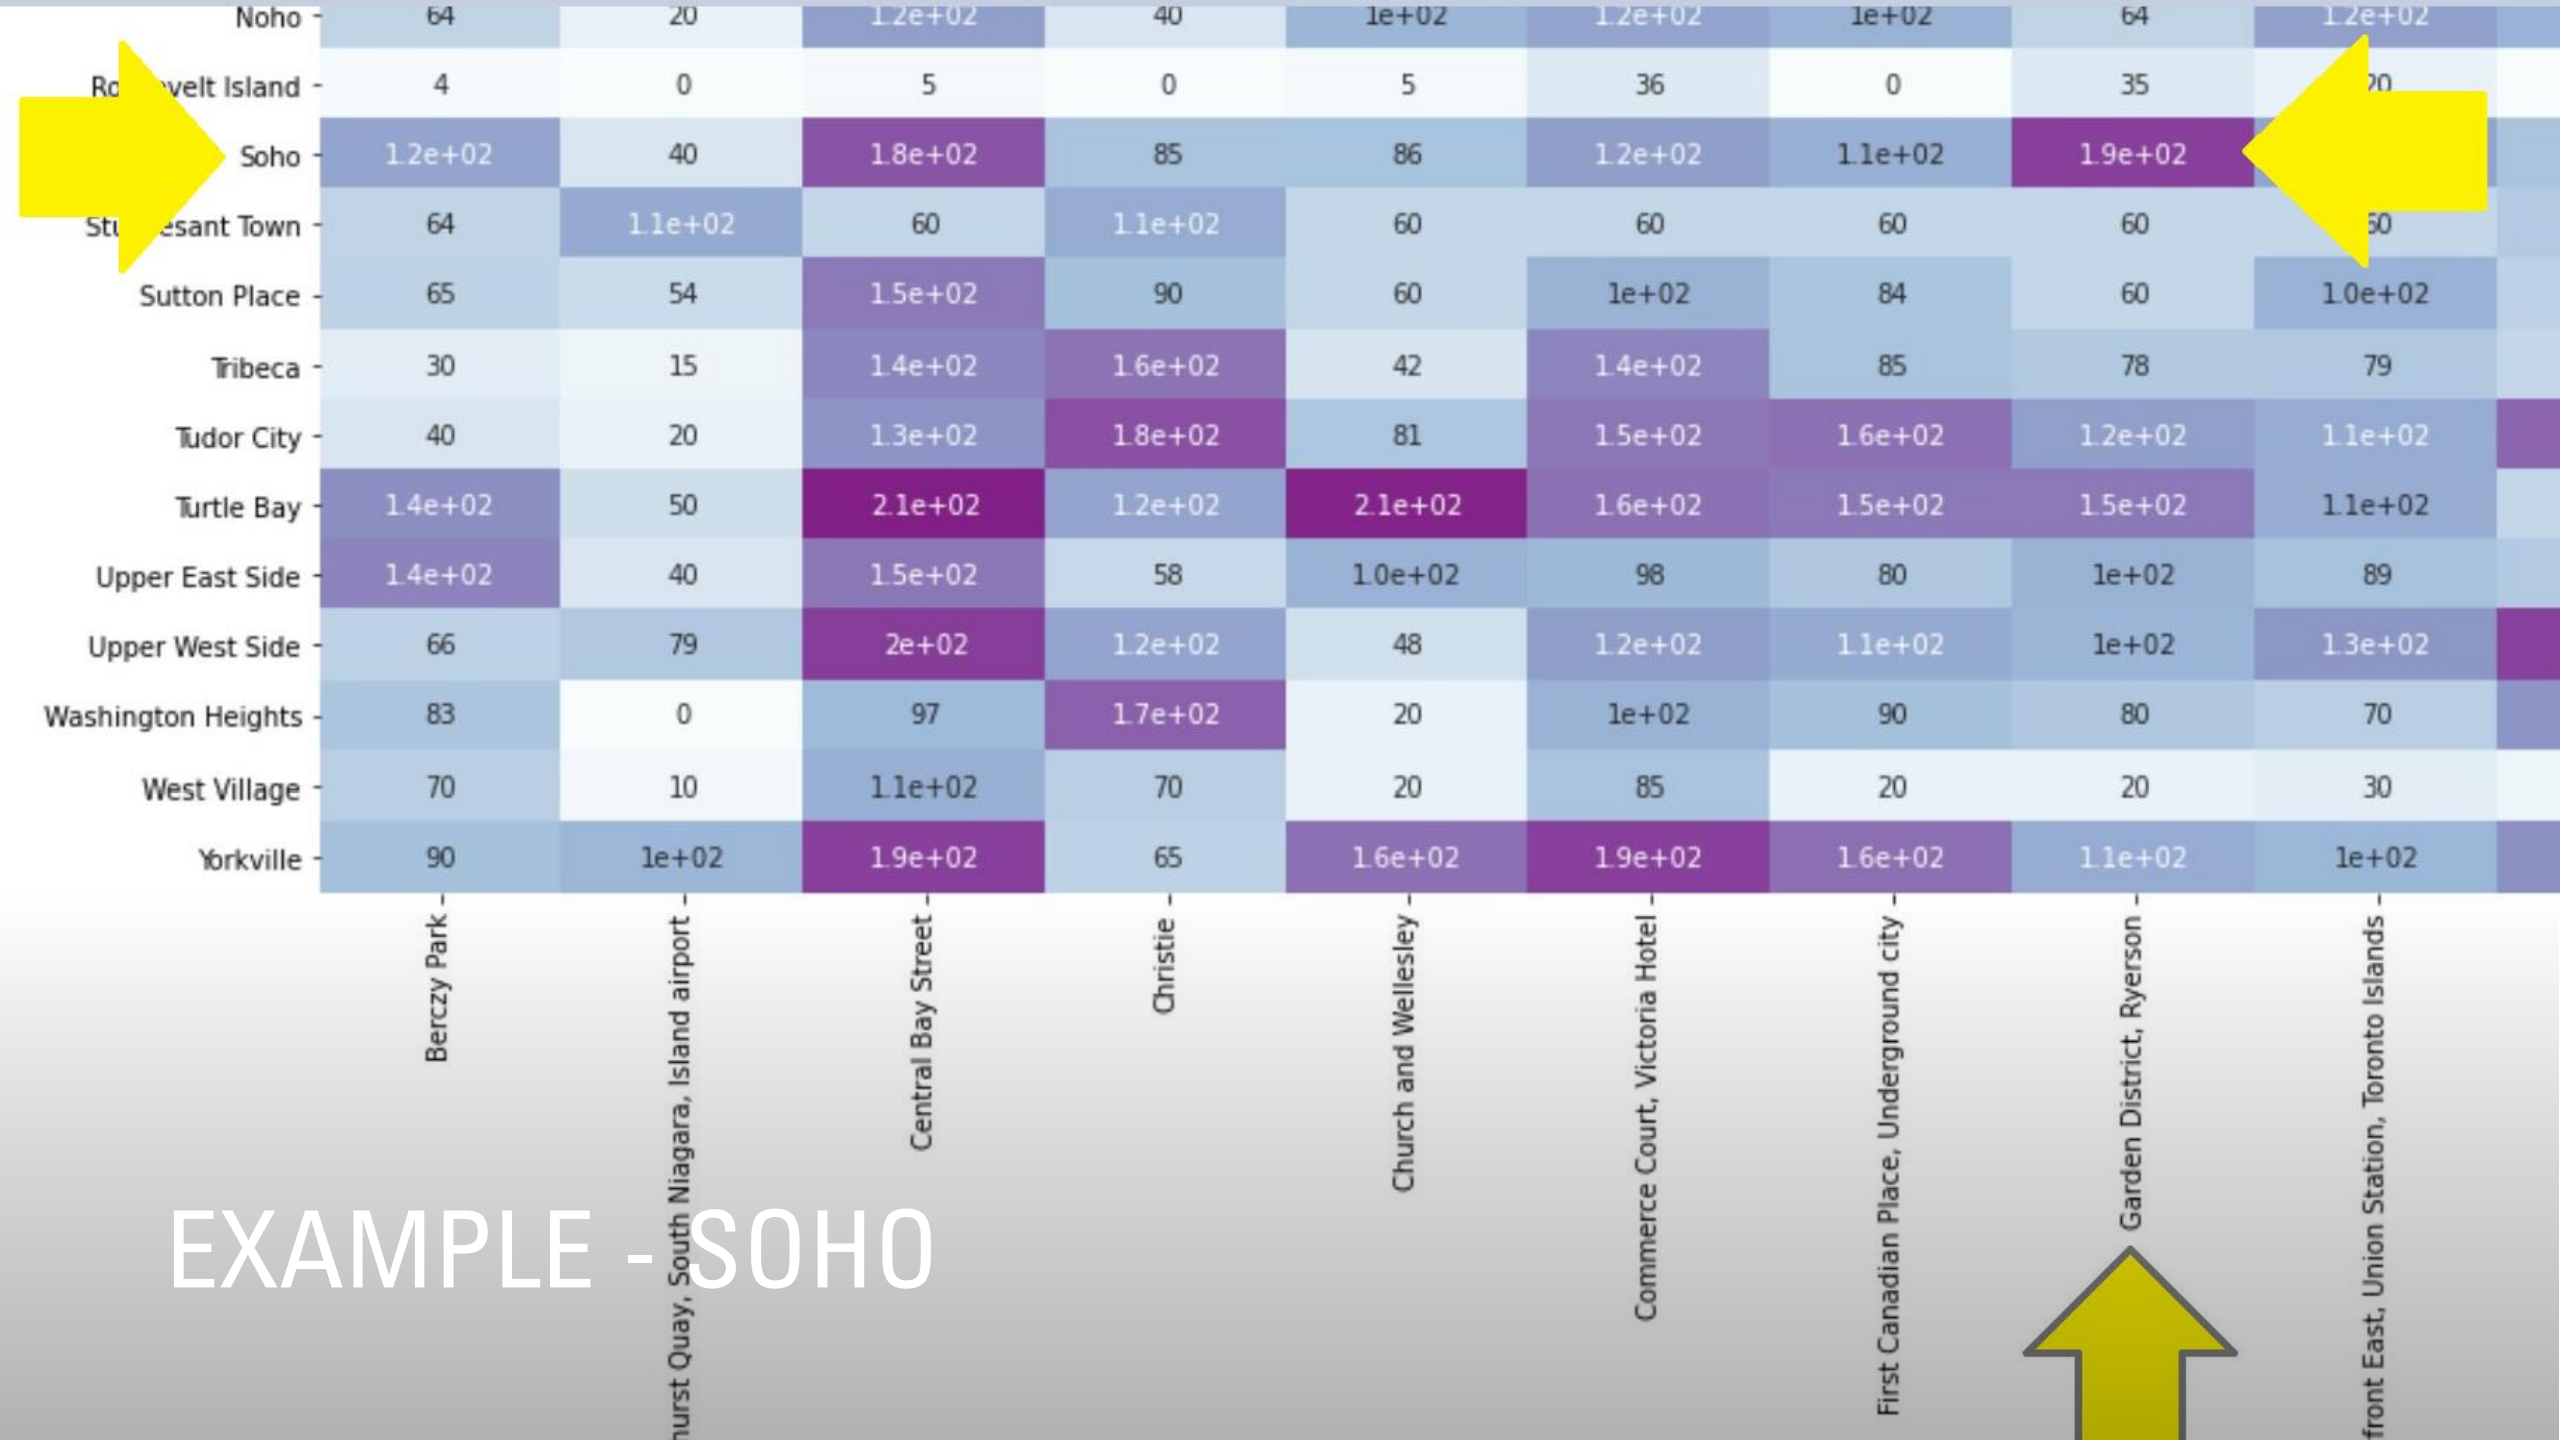 Noho 64 20 1.2e+02 40 1e+02 1.2e+02 1e+02 64 1.2e+02
Island 4 0 5 0 5 36 0 35 20
Soho 1.2e+02 40 1.8e+02 85 86 1.2e+02 1.1e+02 1.9e+02
Town 64 1.1e+02 60 1.1e+02 60 60 60 60
Sutton Place 65 54 1.5e+02 90 60 1e+02 84 60 1.0e+02
Tribeca 30 15 1.4e+02 1.6e+02 42 1.4e+02 85 78 79
Tudor City 40 20 1.3e+02 1.8e+02 81 1.5e+02 1.6e+02 1.2e+02 1.1e+02
Turtle Bay 1.4e+02 50 2.1e+02 1.2e+02 2.1e+02 1.6e+02 1.5e+02 1.5e+02 1.1e+02
Upper East Side 1.4e+02 40 1.5e+02 58 1.0e+02 98 80 1e+02 89
Upper West Side 66 79 2e+02 1.2e+02 48 1.2e+02 1.1e+02 1e+02 1.3e+02
Washington Heights 83 0 97 1.7e+02 20 1e+02 90 80 70
West Village 70 10 1.1e+02 70 20 85 20 20 30
Yorkville 90 1e+02 1.9e+02 65 1.6e+02 1.9e+02 1.6e+02 1.1e+02 1e+02
Berczy Park
Quay, South Niagara, Island airport
Central Bay Street
Christie
Church and Wellesley
Commerce Court, Victoria Hotel
First Canadian Place, Underground city
Garden District, Ryerson
East, Union Station, Toronto Islands
EXAMPLE - SOHO